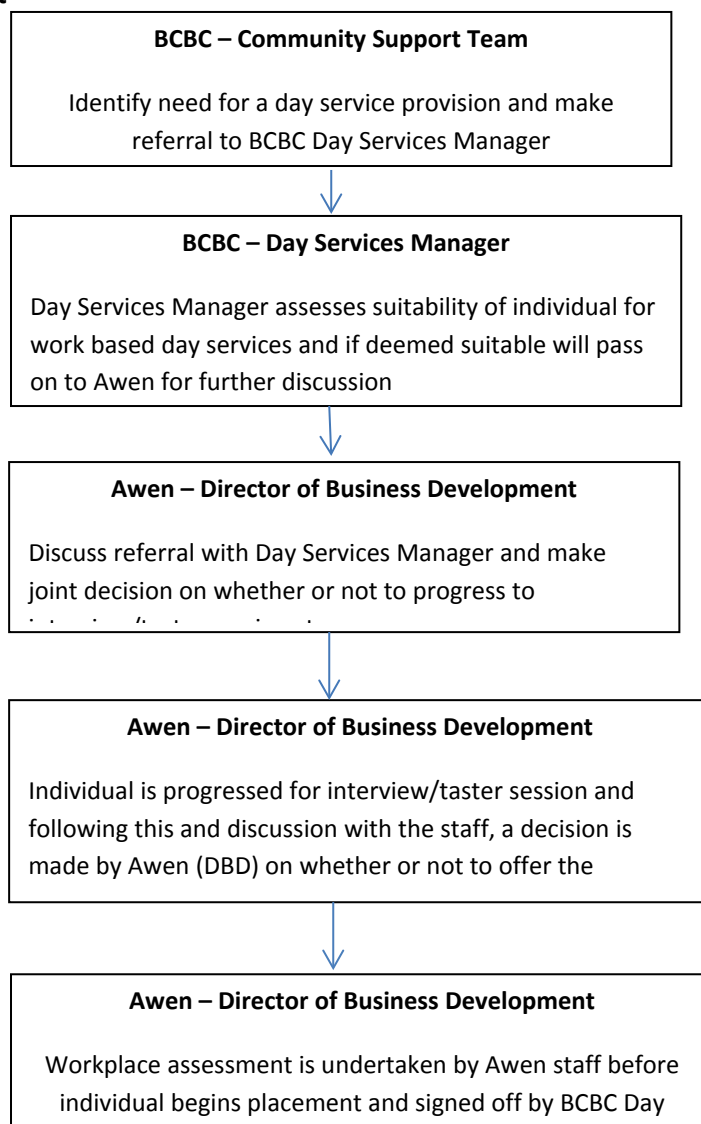 BCBC – Community Support Team
Identify need for a day service provision and make
referral to BCBC Day Services Manager
BCBC – Day Services Manager
Day Services Manager assesses suitability of individual for
work based day services and if deemed suitable will pass
on to Awen for further discussion
Awen – Director of Business Development
Discuss referral with Day Services Manager and make
joint decision on whether or not to progress to
Awen – Director of Business Development
Individual is progressed for interview/taster session and
following this and discussion with the staff, a decision is
made by Awen (DBD) on whether or not to offer the
Awen – Director of Business Development
Workplace assessment is undertaken by Awen staff before
individual begins placement and signed off by BCBC Day